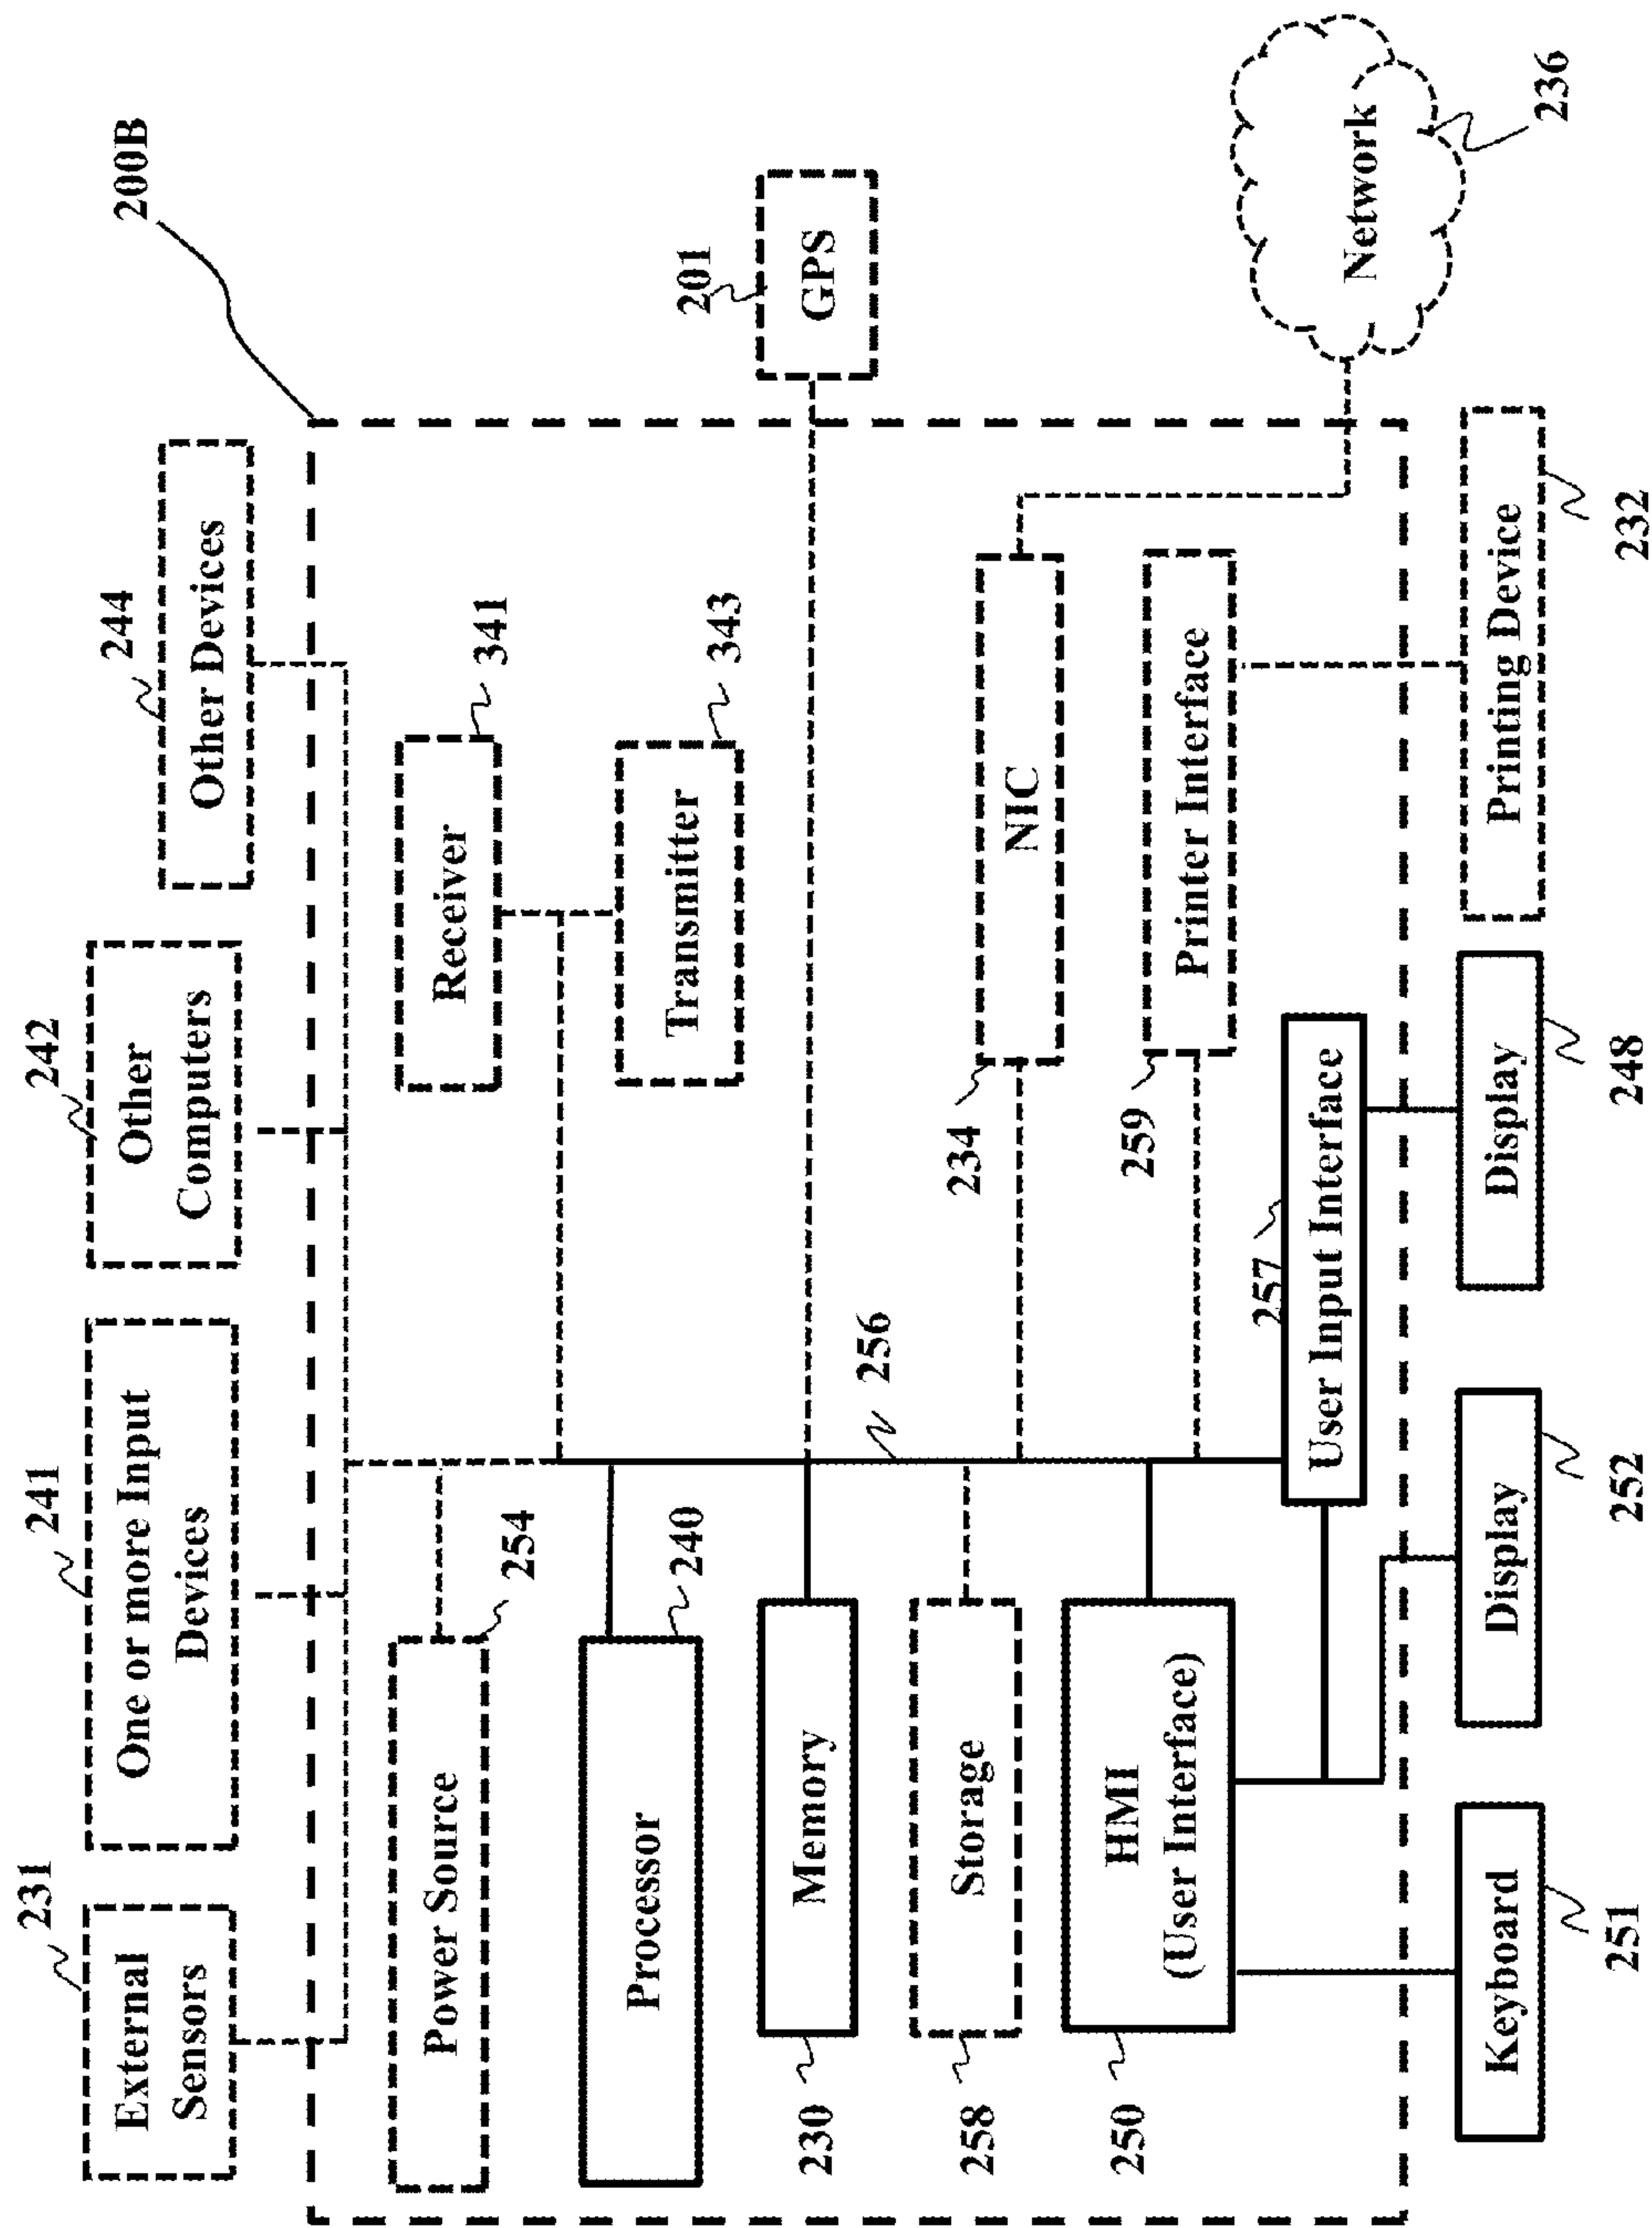 200B
231
External
Sensors
241
One or more Input
Devices
242
Other
Computers
244
Other Devices
Power Source
254
Receiver
341
Processor
240
Transmitter
343
230
Memory
201
GPS
256
258
Storage
234
NIC
250
HMI
(User Interface)
259
Printer Interface
257
User Input Interface
Network
236
Keyboard
251
Display
252
Display
248
Printing Device
232